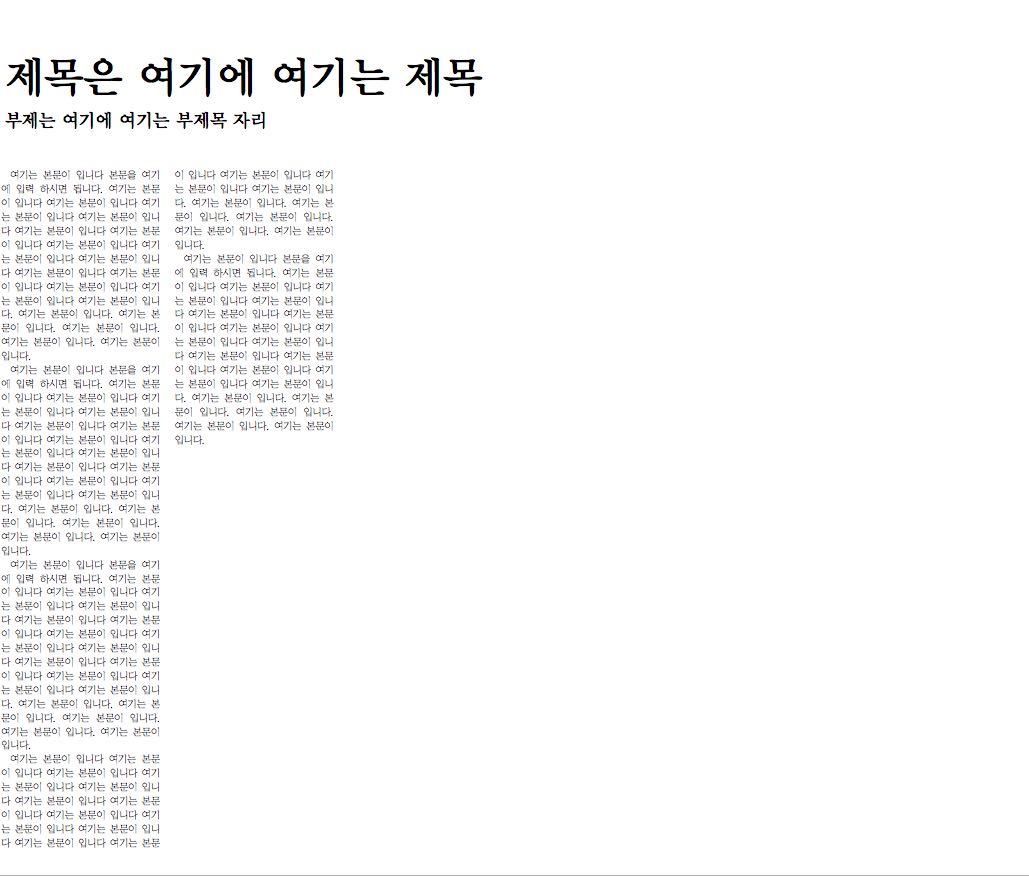 제목은 여기에 여기는 제목
부제는 여기에 여기는 부제목 자리
여기는 본문이 입니다 본문을 여기
에 입력 하시면 됩니다. 여기는 본문
이 입니다 여기는 본문이 입니다 여기
는 본문이 입니다 여기는 본문이 입니
다 여기는 본문이 입니다 여기는 본문
이 입니다 여기는 본문이 입니다 여기
는 본문이 입니다 여기는 본문이 입니
다 여기는 본문이 입니다 여기는 본문
이 입니다 여기는 본문이 입니다 여기
는 본문이 입니다 여기는 본문이 입니
다. 여기는 본문이 입니다. 여기는 본
문이 입니다. 여기는 본문이 입니다.
여기는 본문이 입니다. 여기는 본문이
입니다.
여기는 본문이 입니다 본문을 여기
에 입력 하시면 됩니다. 여기는 본문
이 입니다 여기는 본문이 입니다 여기
는 본문이 입니다 여기는 본문이 입니
다 여기는 본문이 입니다 여기는 본문
이 입니다 여기는 본문이 입니다 여기
는 본문이 입니다 여기는 본문이 입니
다 여기는 본문이 입니다 여기는 본문
이 입니다 여기는 본문이 입니다 여기
는 본문이 입니다 여기는 본문이 입니
다. 여기는 본문이 입니다. 여기는 본
문이 입니다. 여기는 본문이 입니다.
여기는 본문이 입니다. 여기는 본문이
입니다.
여기는 본문이 입니다 본문을 여기
에 입력 하시면 됩니다. 여기는 본문
이 입니다 여기는 본문이 입니다 여기
는 본문이 입니다 여기는 본문이 입니
다 여기는 본문이 입니다 여기는 본문
이 입니다 여기는 본문이 입니다 여기
는 본문이 입니다 여기는 본문이 입니
다 여기는 본문이 입니다 여기는 본문
이 입니다 여기는 본문이 입니다 여기
는 본문이 입니다 여기는 본문이 입니
다. 여기는 본문이 입니다. 여기는 본
문이 입니다. 여기는 본문이 입니다.
여기는 본문이 입니다. 여기는 본문이
입니다.
여기는 본문이 입니다 여기는 본문
이 입니다 여기는 본문이 입니다 여기
는 본문이 입니다 여기는 본문이 입니
다 여기는 본문이 입니다 여기는 본문
이 입니다 여기는 본문이 입니다 여기
는 본문이 입니다 여기는 본문이 입니
다 여기는 본문이 입니다 여기는 본문
이 입니다 여기는 본문이 입니다 여기
는 본문이 입니다 여기는 본문이 입니
다. 여기는 본문이 입니다. 여기는 본
문이 입니다. 여기는 본문이 입니다.
여기는 본문이 입니다. 여기는 본문이
입니다.
여기는 본문이 입니다 본문을 여기
에 입력 하시면 됩니다. 여기는 본문
이 입니다 여기는 본문이 입니다 여기
는 본문이 입니다 여기는 본문이 입니
다 여기는 본문이 입니다 여기는 본문
이 입니다 여기는 본문이 입니다 여기
는 본문이 입니다 여기는 본문이 입니
다 여기는 본문이 입니다 여기는 본문
이 입니다 여기는 본문이 입니다 여기
는 본문이 입니다 여기는 본문이 입니
다. 여기는 본문이 입니다. 여기는 본
문이 입니다. 여기는 본문이 입니다.
여기는 본문이 입니다. 여기는 본문이
입니다.